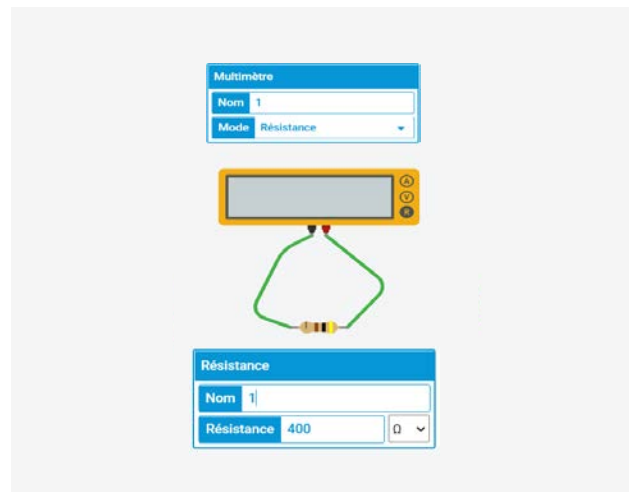 Multimètre
Nom 1
Mode Résistance
A
V
R
Résistance
Nom 1
Résistance 400 Ω